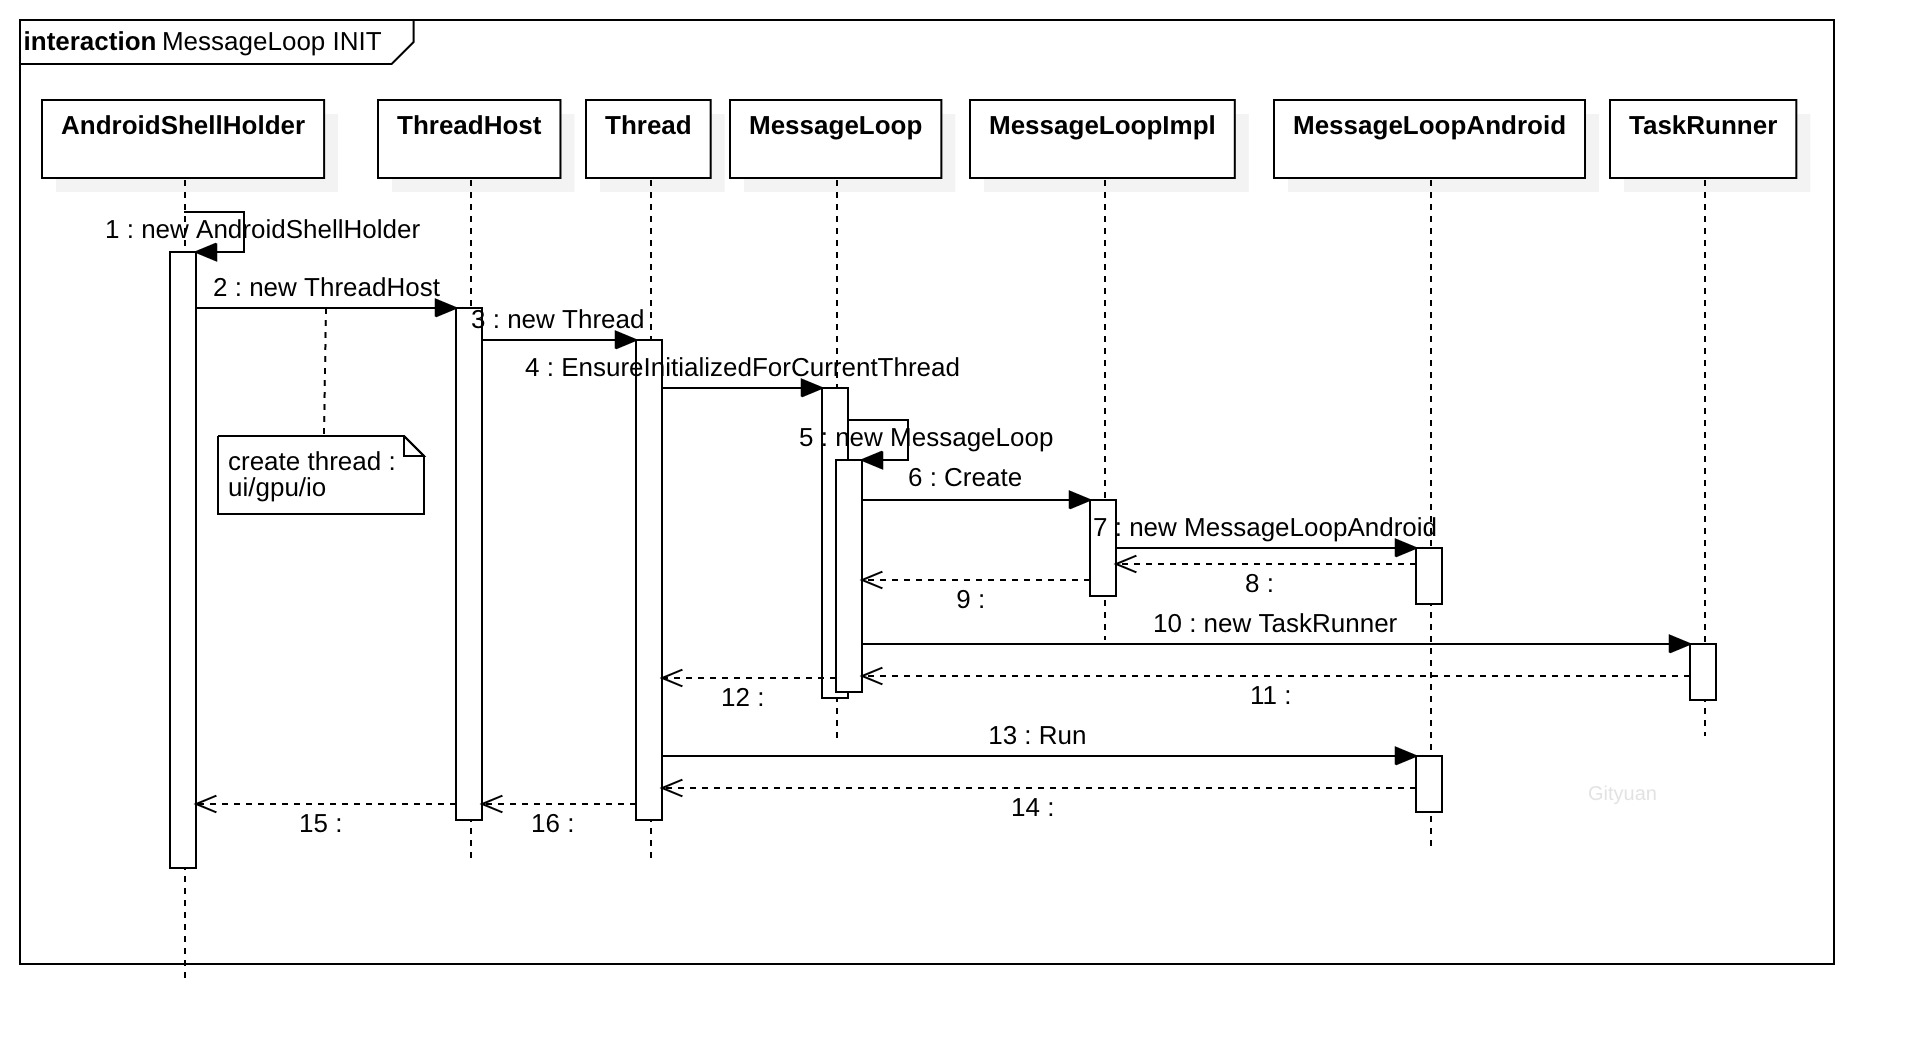 interaction MessageLoop INIT
AndroidShellHolder
ThreadHost
Thread
MessageLoop
MessageLoopImpl
MessageLoopAndroid
TaskRunner
1 : new AndroidShellHolder
2 : new ThreadHost
3 : new Thread
4 : EnsureInitializedForCurrentThread
5 : new MessageLoop
create thread :
ui/gpu/io
6 : Create
7 : new MessageLoopAndroid
8 :
9 :
10 : new TaskRunner
11 :
12 :
13 : Run
Gityuan
14 :
15 :
16 :